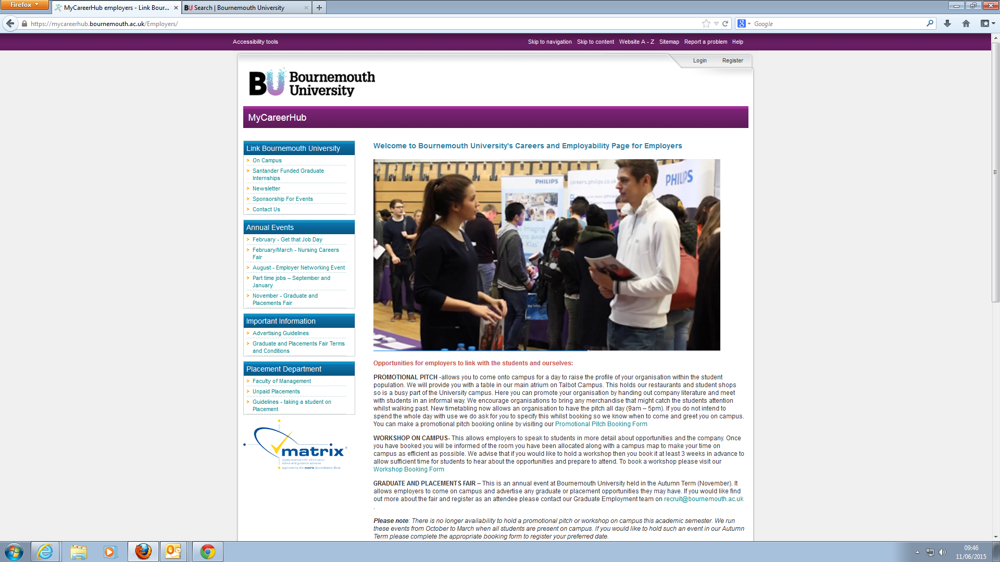 Firefox
MyCareerHub employers - Link Bour...
BU Search | Bournemouth University
https://mycareerhub.bournemouth.ac.uk/Employers/
Google
Accessibility tools
Skip to navigation Skip to content Website A - Z Sitemap Report a problem Help
Login Register
BU Bournemouth
University
MyCareerHub
Link Bournemouth University
On Campus
Santander Funded Graduate
Internships
Newsletter
Sponsorship For Events
Contact Us
Annual Events
February - Get that Job Day
February/March - Nursing Careers
Fair
August - Employer Networking Event
Part time jobs – September and
January
November - Graduate and
Placements Fair
Important Information
Advertising Guidelines
Graduate and Placements Fair Terms
and Conditions
Placement Department
Faculty of Management
Unpaid Placements
Guidelines - taking a student on
Placement
matrix
quality standard for information
advice and guidance services
approved by the matrix Accreditation Body
Welcome to Bournemouth University's Careers and Employability Page for Employers
PHILIPS
careers.philips.co.uk
PHILIPS
Imaging
Opportunities for employers to link with the students and ourselves:
PROMOTIONAL PITCH -allows you to come onto campus for a day to raise the profile of your organisation within the student
population. We will provide you with a table in our main atrium on Talbot Campus. This holds our restaurants and student shops
so is a busy part of the University campus. Here you can promote your organisation by handing out company literature and meet
with students in an informal way. We encourage organisations to bring any merchandise that might catch the students attention
whilst walking past. New timetabling now allows an organisation to have the pitch all day (9am – 5pm). If you do not intend to
spend the whole day with use we do ask for you to specify this whilst booking so we know when to come and greet you on campus.
You can make a promotional pitch booking online by visiting our Promotional Pitch Booking Form
WORKSHOP ON CAMPUS- This allows employers to speak to students in more detail about opportunities and the company. Once
you have booked you will be informed of the room you have been allocated along with a campus map to make your time on
campus as efficient as possible. We advise that if you would like to hold a workshop then you book it at least 3 weeks in advance to
allow sufficient time for students to hear about the opportunities and prepare to attend. To book a workshop please visit our
Workshop Booking Form
GRADUATE AND PLACEMENTS FAIR – This is an annual event at Bournemouth University held in the Autumn Term (November). It
allows employers to come on campus and advertise any graduate or placement opportunities they may have. If you would like find
out more about the fair and register as an attendee please contact our Graduate Employment team on recruit@bournemouth.ac.uk
.
Please note: There is no longer availability to hold a promotional pitch or workshop on campus this academic semester. We run
these events from October to March when all students are present on campus. If you would like to hold such an event in our Autumn
Term please complete the appropriate booking form to register your preferred date.
09:46
11/06/2015